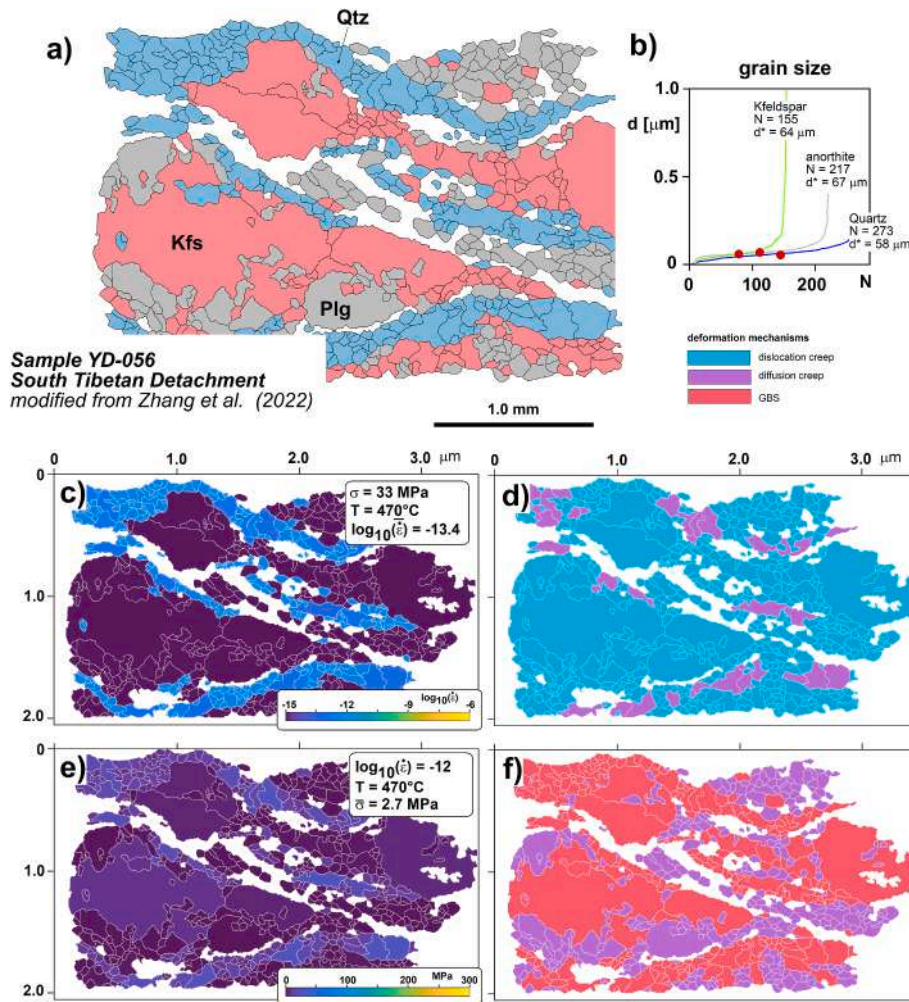 a)
Qtz
Kfs
Plg
Sample YD-056
South Tibetan Detachment
modified from Zhang et al. (2022)
1.0 mm
b)
grain size
1.0
d [μm]
0.5
0
0
100
200
N
Kfeldspar
N = 155
d* = 64 μm
anorthite
N = 217
d* = 67 μm
Quartz
N = 273
d* = 58 μm
deformation mechanisms
dislocation creep
diffusion creep
GBS
0 1.0 2.0 3.0 μm
0
1.0
2.0
c)
σ = 33 MPa
T = 470°C
log₁₀(ε̇̄) = -13.4
log₁₀(ε̇)
-15 -12 -9 -6
0 1.0 2.0 3.0 μm
d)
0
1.0
2.0
e)
log₁₀(ε̇) = -12
T = 470°C
σ̄ = 2.7 MPa
MPa
0 100 200 300
f)